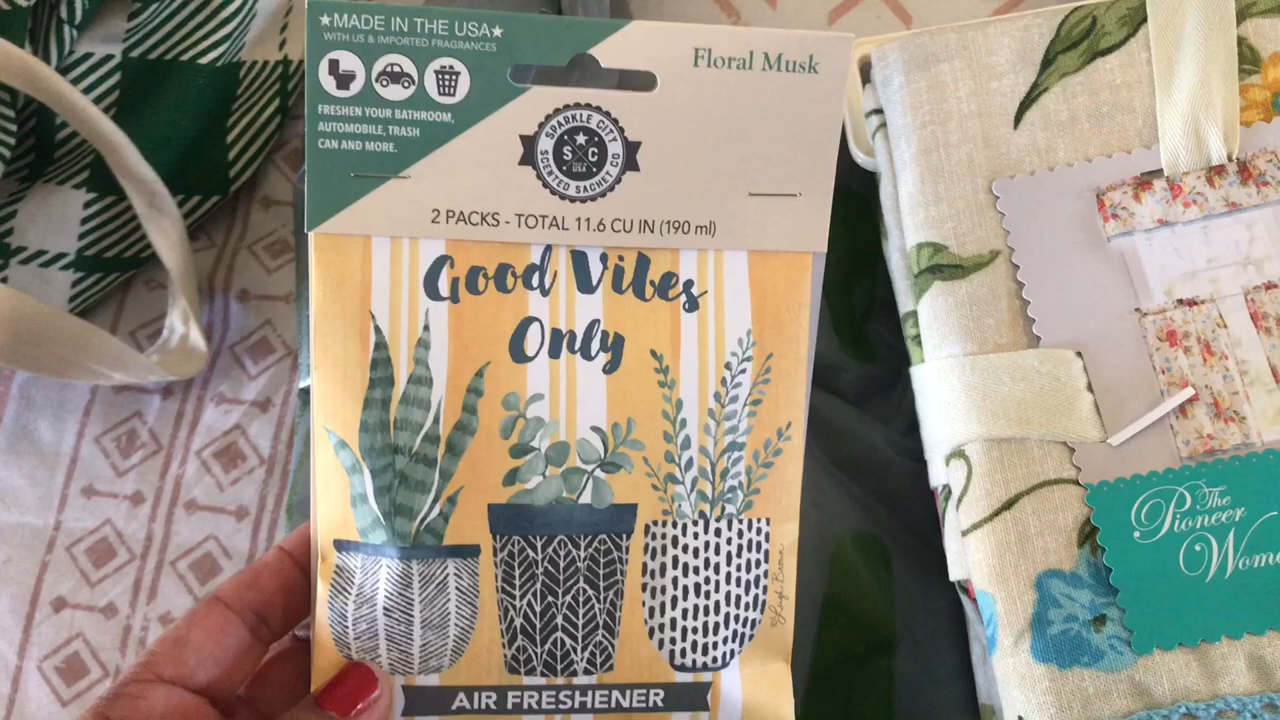 ★MADE IN THE USA★
WITH US & IMPORTED FRAGRANCES
FRESHEN YOUR BATHROOM,
AUTOMOBILE, TRASH
CAN AND MORE.
Floral Musk
SPARKLE CITY
S C
USA
SCENTED SACHET CO
2 PACKS - TOTAL 11.6 CU IN (190 ml)
Good Vibes
Only
AIR FRESHENER
The
Pioneer